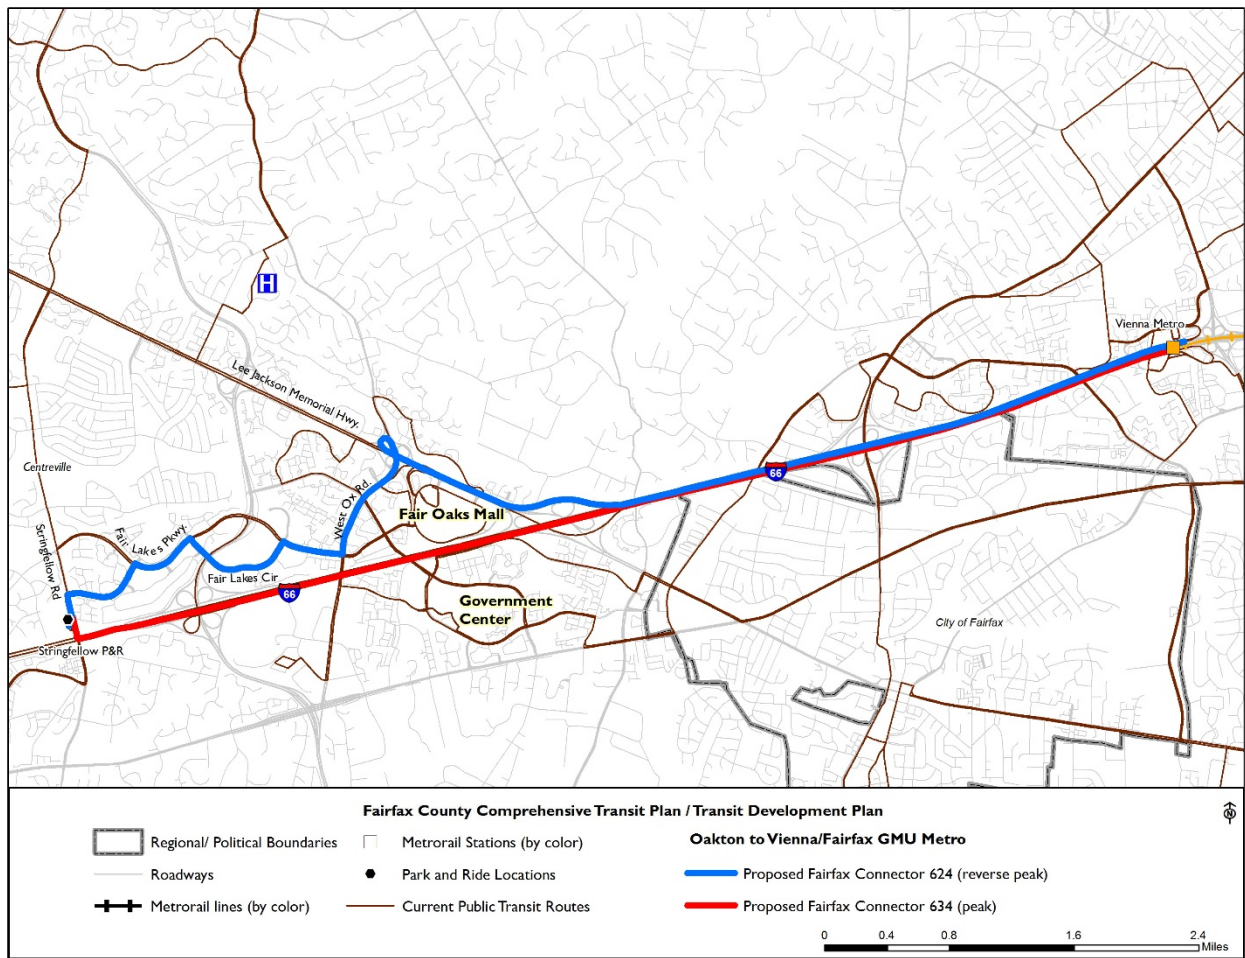 Vienna Metro
H
Lee Jackson Memorial Hwy.
Centreville
66
West Ox Rd.
Fair Oaks Mall
Stringfellow Rd
Fair Lakes Pkwy.
Fair Lakes Cir
66
Government
Center
City of Fairfax
Stringfellow P&R
Fairfax County Comprehensive Transit Plan / Transit Development Plan
N
Regional/ Political Boundaries
Metrorail Stations (by color)
Oakton to Vienna/Fairfax GMU Metro
Roadways
Park and Ride Locations
Proposed Fairfax Connector 624 (reverse peak)
Metrorail lines (by color)
Current Public Transit Routes
Proposed Fairfax Connector 634 (peak)
0 0.4 0.8 1.6 2.4
Miles